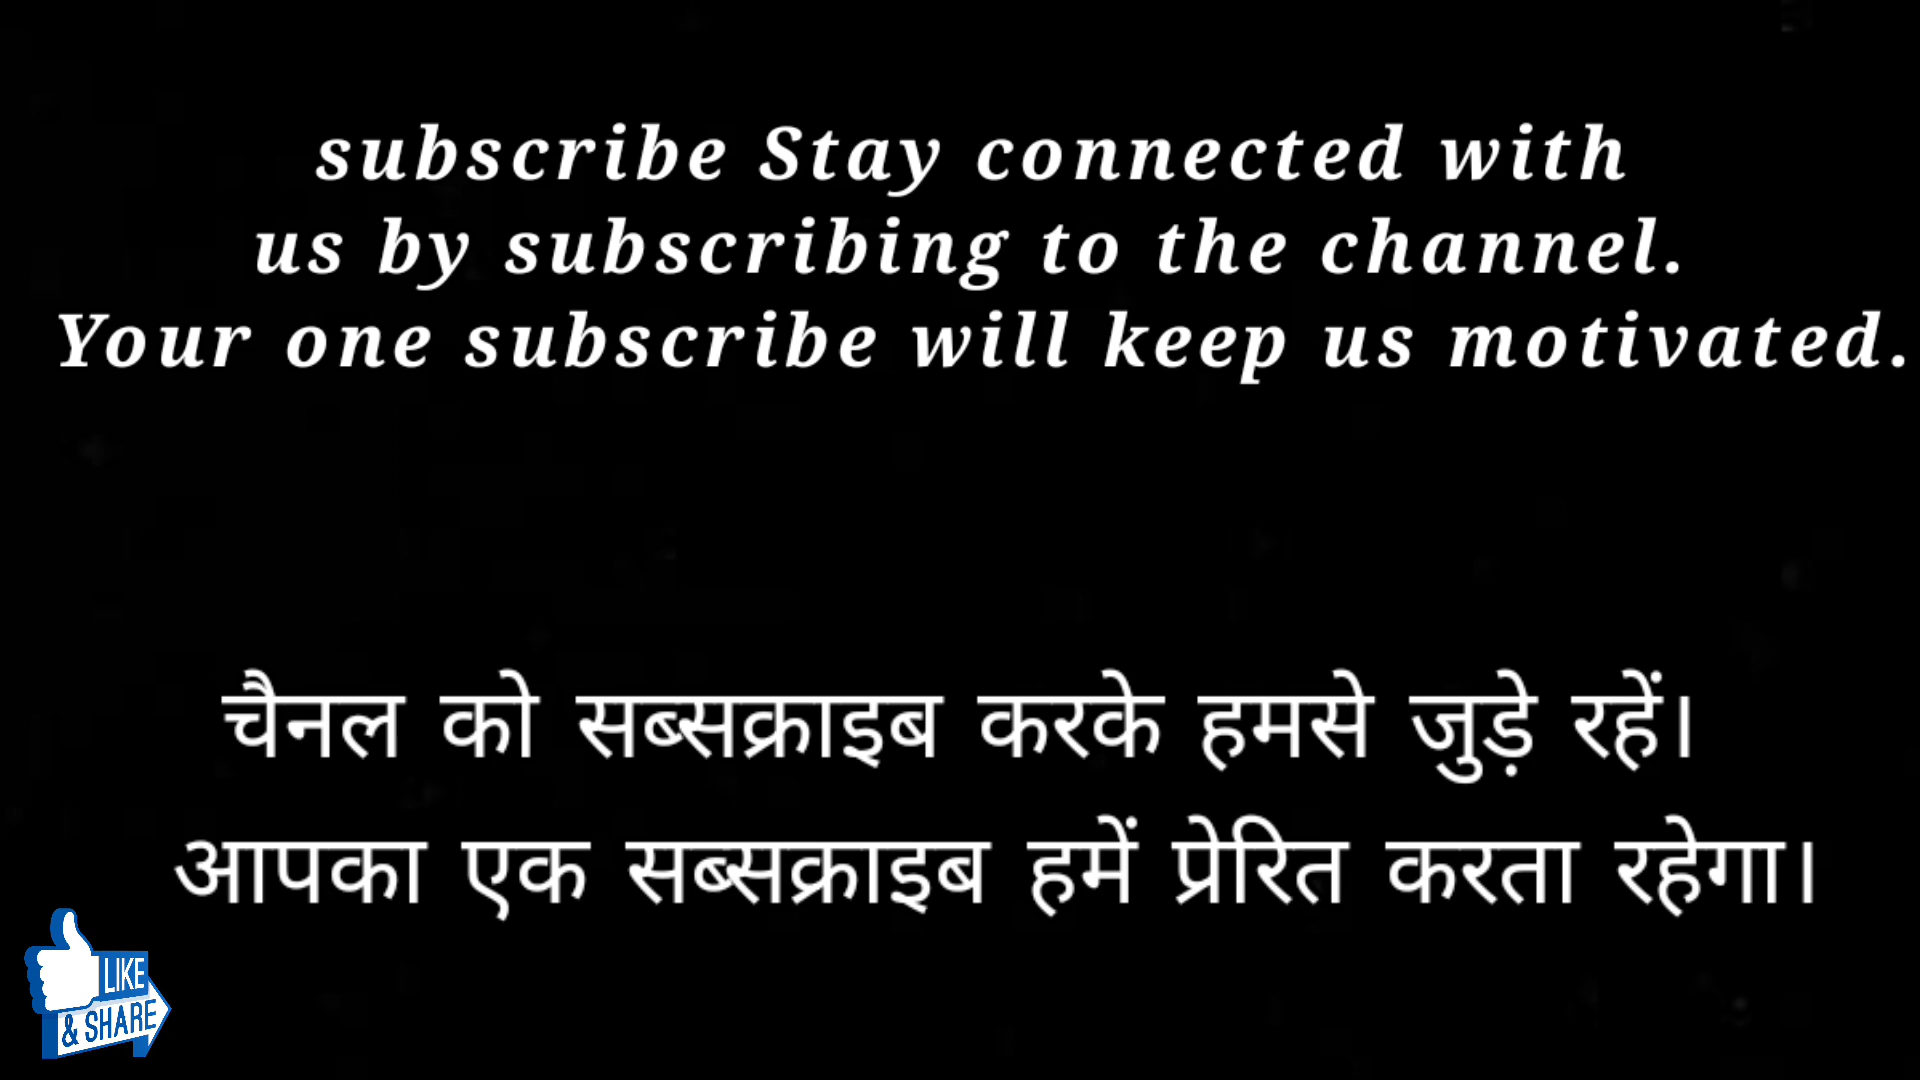 subscribe Stay connected with
us by subscribing to the channel.
Your one subscribe will keep us motivated.
चैनल को सब्सक्राइब करके हमसे जुड़े रहें।
आपका एक सब्सक्राइब हमें प्रेरित करता रहेगा।
LIKE
& SHARE